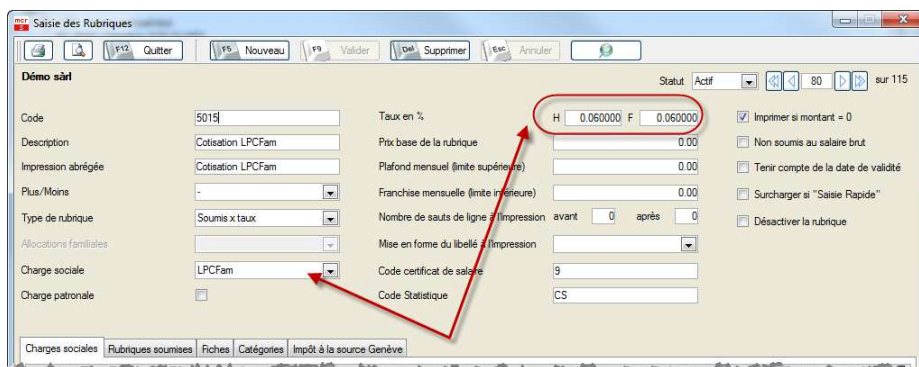 mcr S Saisie des Rubriques
F12 Quitter F5 Nouveau F9 Valider Del Supprimer Esc Annuler
Démo sàrl Statut Actif 80 sur 115
Code 5015 Taux en % H 0.060000 F 0.060000 Imprimer si montant = 0
Description Cotisation LPCFam Prix base de la rubrique 0.00 Non soumis au salaire brut
Impression abrégée Cotisation LPCFam Plafond mensuel (limite supérieure) 0.00 Tenir compte de la date de validité
Plus/Moins - Franchise mensuelle (limite inférieure) 0.00 Surcharger si "Saisie Rapide"
Type de rubrique Soumis x taux Nombre de sauts de ligne à l'impression avant 0 après 0 Désactiver la rubrique
Allocations familiales Mise en forme du libellé à l'impression
Charge sociale LPCFam Code certificat de salaire 9
Charge patronale Code Statistique CS
Charges sociales Rubriques soumises Fiches Catégories Impôt à la source Genève